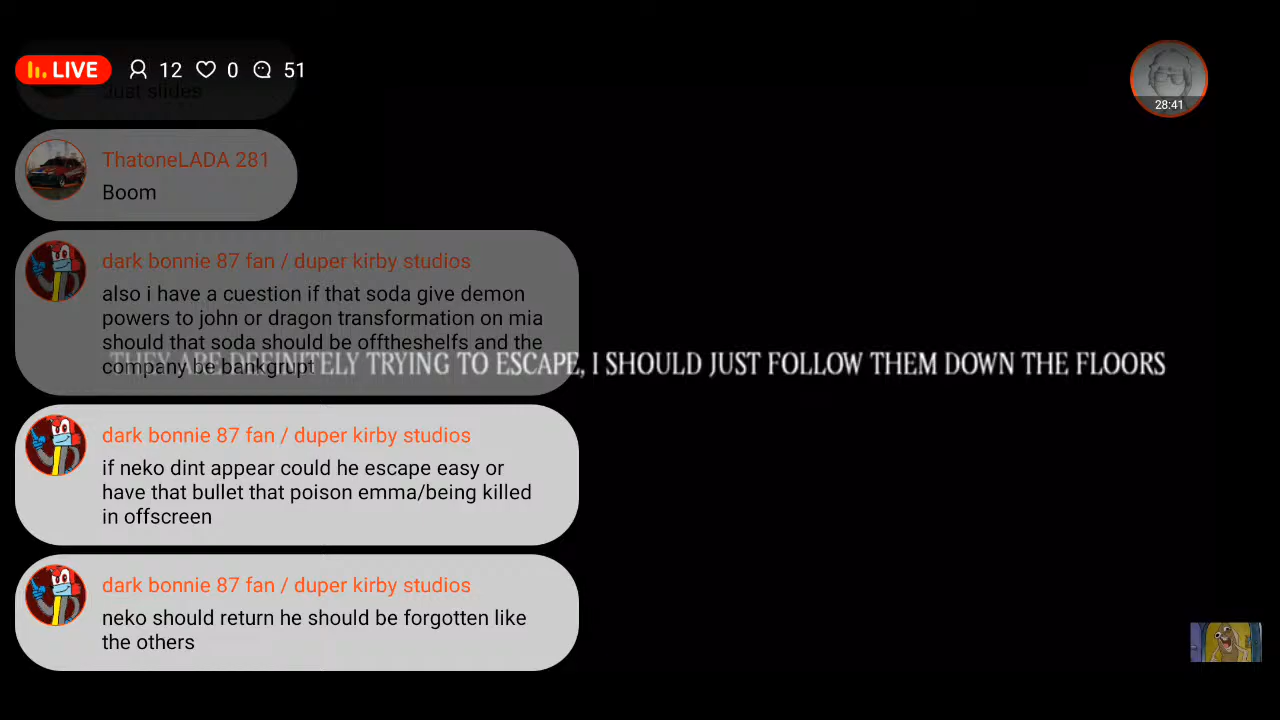 LIVE 12 0 51
Just slides
28:41
ThatoneLADA 281
Boom
dark bonnie 87 fan / duper kirby studios
also i have a cuestion if that soda give demon
powers to john or dragon transformation on mia
should that soda should beofftheshelfs and the
company be bankgrupt
THEY ARE DEFINITELY TRYING TO ESCAPE, I SHOULD JUST FOLLOW THEM DOWN THE FLOORS
dark bonnie 87 fan / duper kirby studios
if neko dint appear could he escape easy or
have that bullet that poison emma/being killed
in offscreen
dark bonnie 87 fan / duper kirby studios
neko should return he should be forgotten like
the others